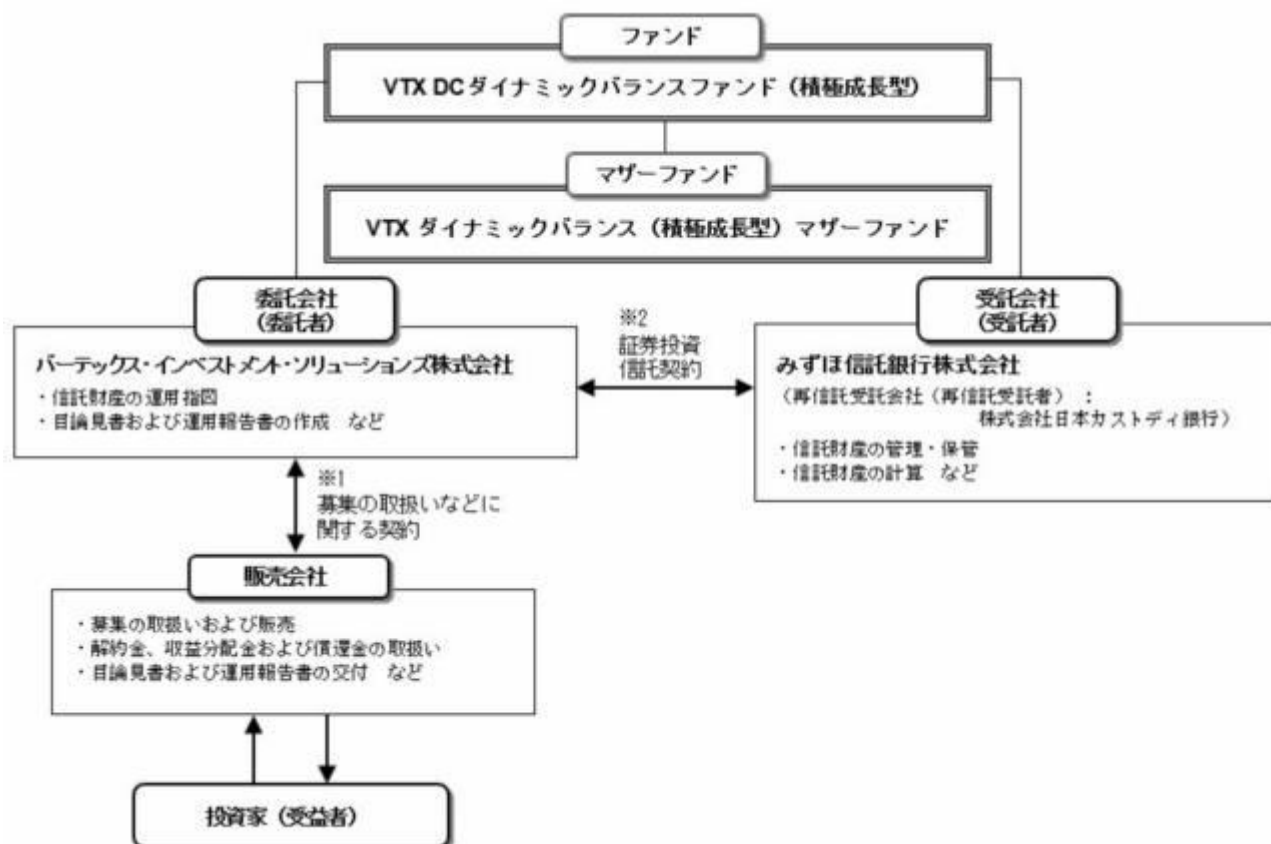 ファンド
VTX DCダイナミックバランスファンド（積極成長型）
マザーファンド
VTX ダイナミックバランス（積極成長型）マザーファンド
委託会社
（委託者）
バーテックス・インベストメント・ソリューションズ株式会社
・信託財産の運用指図
・目論見書および運用報告書の作成　など
※2
証券投資
信託契約
受託会社
（受託者）
みずほ信託銀行株式会社
（再信託受託会社（再信託受託者）：
株式会社日本カストディ銀行）
・信託財産の管理・保管
・信託財産の計算　など
※1
募集の取扱いなどに
関する契約
販売会社
・募集の取扱いおよび販売
・解約金、収益分配金および償還金の取扱い
・目論見書および運用報告書の交付　など
投資家（受益者）